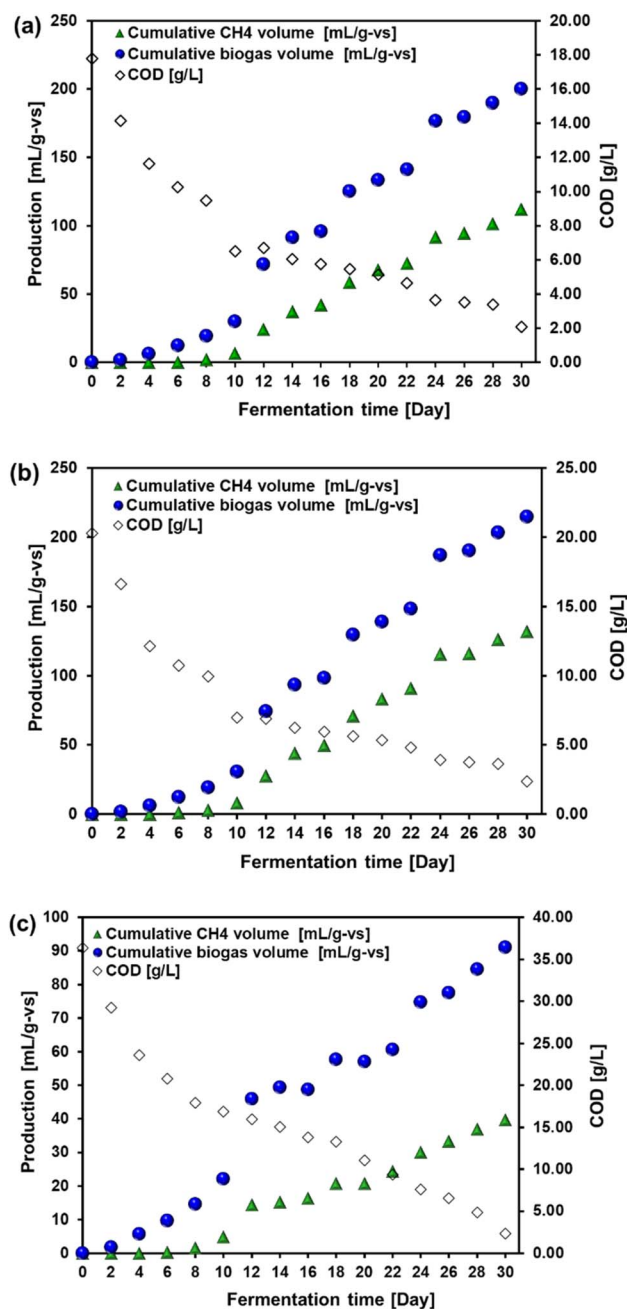 (a)
Cumulative CH4 volume [mL/g-vs]
Cumulative biogas volume [mL/g-vs]
COD [g/L]
Production [mL/g-vs]
250
200
150
100
50
0
20.00
18.00
16.00
14.00
12.00
10.00
8.00
6.00
4.00
2.00
0.00
COD [g/L]
0 2 4 6 8 10 12 14 16 18 20 22 24 26 28 30
Fermentation time [Day]
(b)
Cumulative CH4 volume [mL/g-vs]
Cumulative biogas volume [mL/g-vs]
COD [g/L]
Production [mL/g-vs]
250
200
150
100
50
0
25.00
20.00
15.00
10.00
5.00
0.00
COD [g/L]
0 2 4 6 8 10 12 14 16 18 20 22 24 26 28 30
Fermentation time [Day]
(c)
Cumulative CH4 volume [mL/g-vs]
Cumulative biogas volume [mL/g-vs]
COD [g/L]
Production [mL/g-vs]
100
90
80
70
60
50
40
30
20
10
0
40.00
35.00
30.00
25.00
20.00
15.00
10.00
5.00
0.00
COD [g/L]
0 2 4 6 8 10 12 14 16 18 20 22 24 26 28 30
Fermentation time [Day]